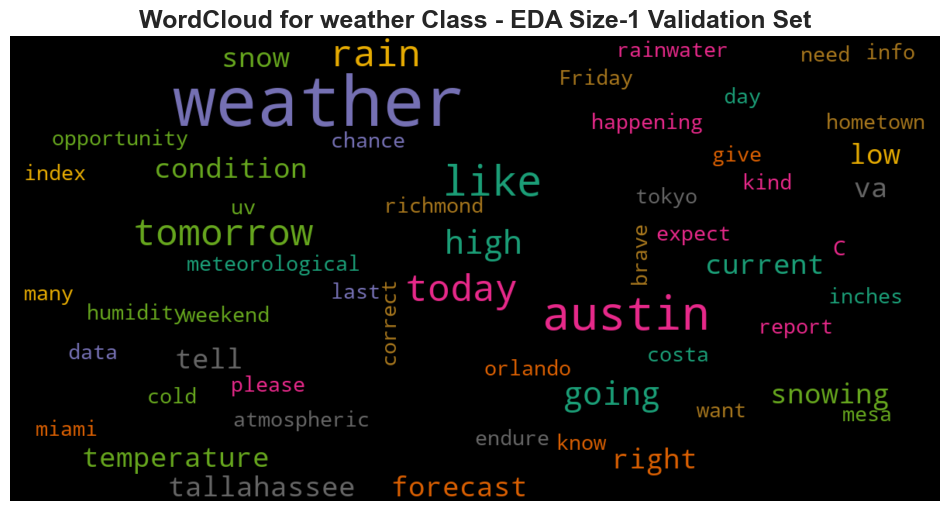 WordCloud for weather Class - EDA Size-1 Validation Set
snow
rain
rainwater
need
info
Friday
weather
day
opportunity
chance
happening
hometown
index
condition
like
give
low
kind
va
uv
richmond
tokyo
tomorrow
high
brave
expect
C
meteorological
current
many
last
today
inches
humidity
weekend
correct
austin
report
data
tell
costa
orlando
cold
please
going
snowing
miami
atmospheric
want
mesa
endure
know
temperature
right
tallahassee
forecast